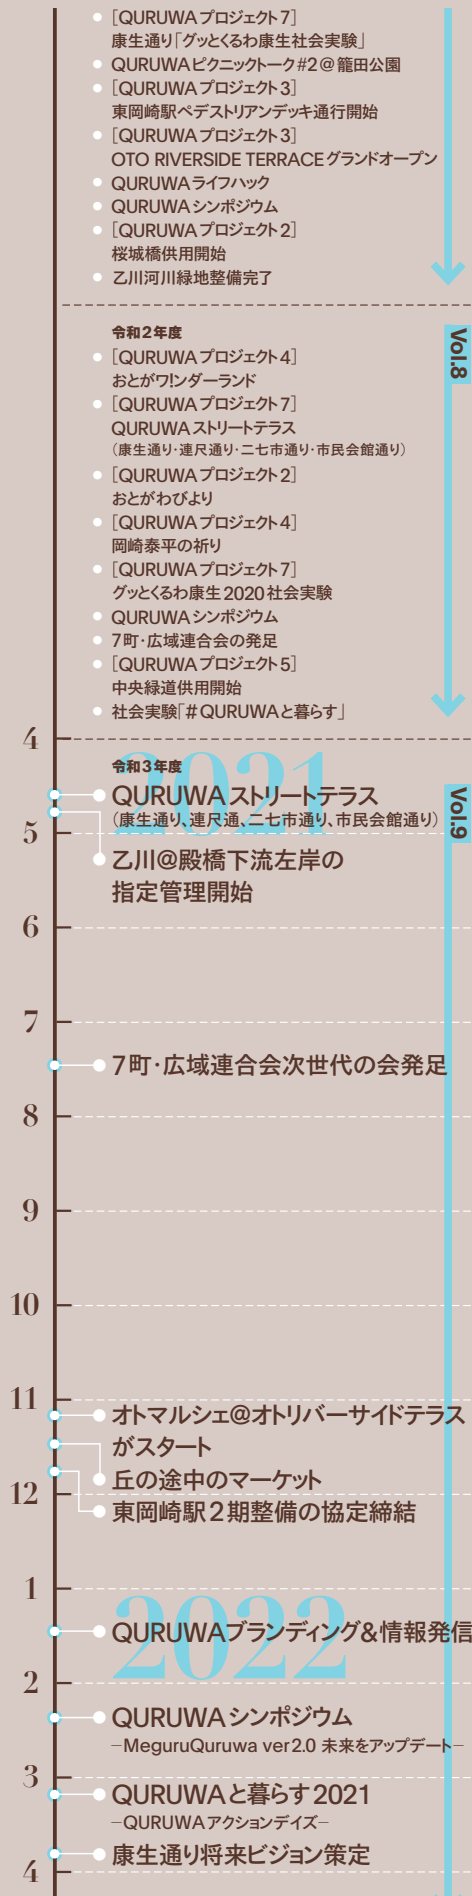 ［QURUWAプロジェクト7］
康生通り「グッとくるわ康生社会実験」
QURUWAピクニックトーク#2＠籠田公園
［QURUWAプロジェクト3］
東岡崎駅ペデストリアンデッキ通行開始
［QURUWAプロジェクト3］
OTO RIVERSIDE TERRACEグランドオープン
QURUWAライフハック
QURUWAシンポジウム
［QURUWAプロジェクト2］
桜城橋供用開始
乙川河川緑地整備完了
令和2年度
Vol.8
［QURUWAプロジェクト4］
おとがワ!ンダーランド
［QURUWAプロジェクト7］
QURUWAストリートテラス
（康生通り・連尺通り・二七市通り・市民会館通り）
［QURUWAプロジェクト2］
おとがわびより
［QURUWAプロジェクト4］
岡崎泰平の祈り
［QURUWAプロジェクト7］
グッとくるわ康生2020社会実験
QURUWAシンポジウム
7町・広域連合会の発足
［QURUWAプロジェクト5］
中央緑道供用開始
社会実験「#QURUWAと暮らす」
4
2021
令和3年度
Vol.9
QURUWAストリートテラス
（康生通り、連尺通、二七市通り、市民会館通り）
5
乙川@殿橋下流左岸の
指定管理開始
6
7
7町・広域連合会次世代の会発足
8
9
10
11
オトマルシェ@オトリバーサイドテラス
がスタート
丘の途中のマーケット
12
東岡崎駅2期整備の協定締結
1
2022
QURUWAブランディング&情報発信
2
QURUWAシンポジウム
−MeguruQuruwa ver2.0 未来をアップデート−
3
QURUWAと暮らす2021
−QURUWAアクションデイズ−
康生通り将来ビジョン策定
4